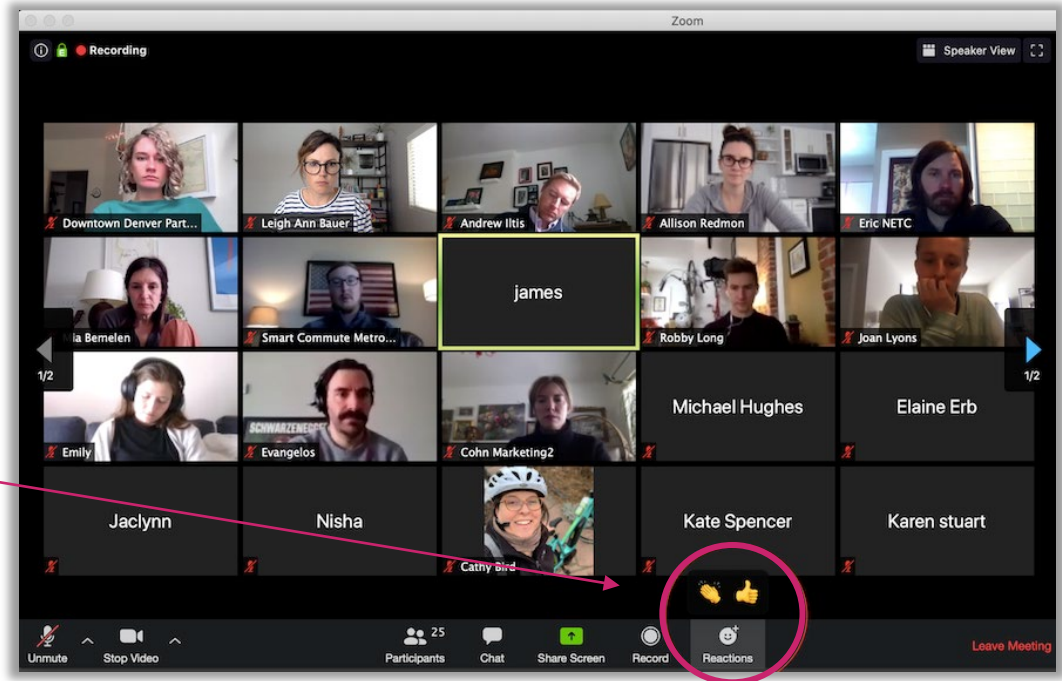 Zoom
Recording
Speaker View
Downtown Denver Part...
Leigh Ann Bauer
Andrew Iltis
Allison Redmon
Eric NETC
Mia Bemelen
Smart Commute Metro...
james
Robby Long
Joan Lyons
1/2
1/2
Emily
SCHWARZENEGGER
Evangelos
Cohn Marketing2
Michael Hughes
Elaine Erb
Jaclynn
Nisha
Cathy Bird
Kate Spencer
Karen stuart
Unmute
Stop Video
25
Participants
Chat
Share Screen
Record
Reactions
Leave Meeting